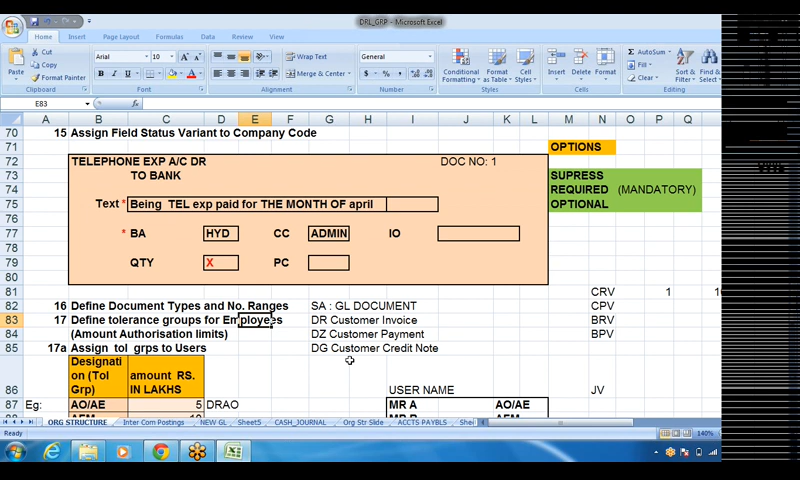 DRL_GRP - Microsoft Excel
Home Insert Page Layout Formulas Data Review View
Paste Cut Copy Format Painter
Arial 10
Wrap Text
Merge & Center
General
Conditional Formatting Format as Table Cell Styles
Insert Delete Format
AutoSum Fill Clear
Sort & Filter Find & Select
Clipboard Font Alignment Number Styles Cells Editing
E83
A B C D E F G H I J K L M N O P Q
70 15 Assign Field Status Variant to Company Code
71 OPTIONS
72 TELEPHONE EXP A/C DR DOC NO: 1
73 TO BANK SUPRESS
74 REQUIRED (MANDATORY)
75 Text * Being TEL exp paid for THE MONTH OF april OPTIONAL
77 * BA HYD CC ADMIN IO
78
79 QTY X PC
80
81 CRV 1
82 16 Define Document Types and No. Ranges SA : GL DOCUMENT CPV
83 17 Define tolerance groups for Employees DR Customer Invoice BRV
84 (Amount Authorisation limits) DZ Customer Payment BPV
85 17a Assign tol grps to Users DG Customer Credit Note
86 Designati on (Tol Grp) amount RS. IN LAKHS USER NAME JV
87 Eg: AO/AE 5 DRAO MR A AO/AE
ORG STRUCTURE Inter Com Postings NEW GL Sheet5 CASH_JOURNAL Org Str Slide ACCTS PAYBLS Shei
Ready 140%